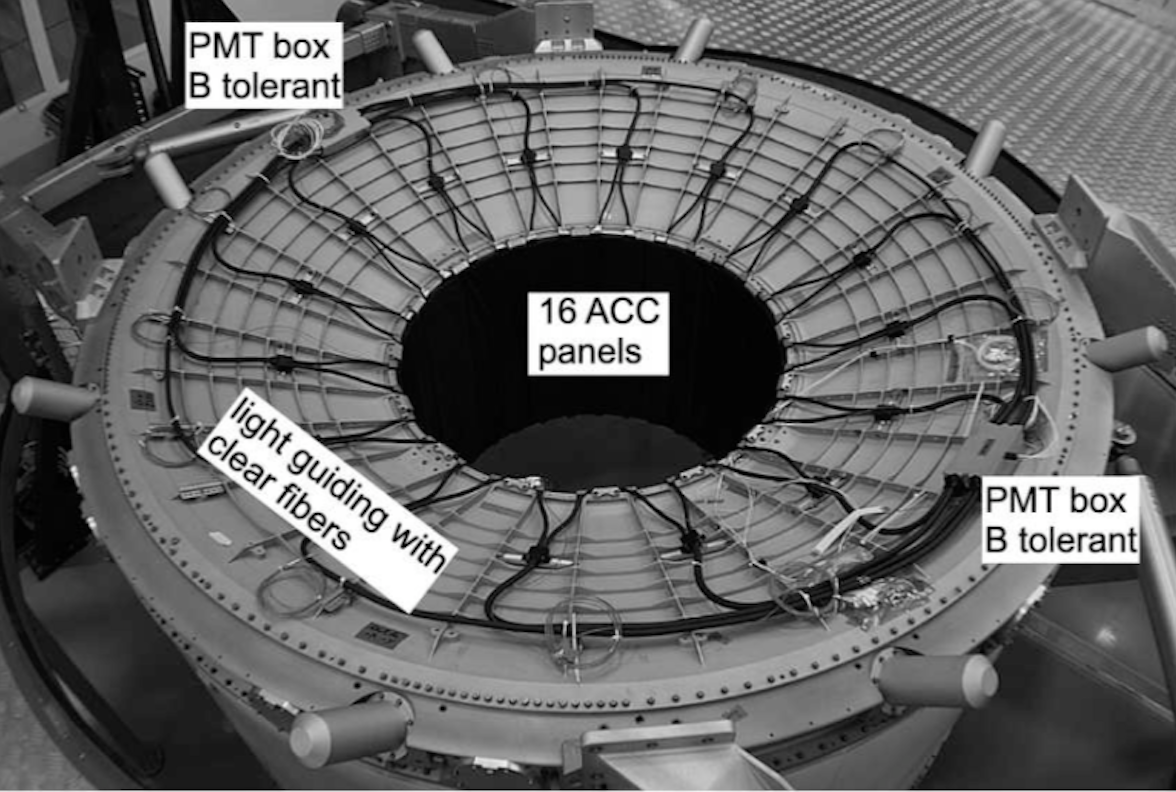 PMT box
B tolerant
16 ACC
panels
light guiding with
clear fibers
PMT box
B tolerant